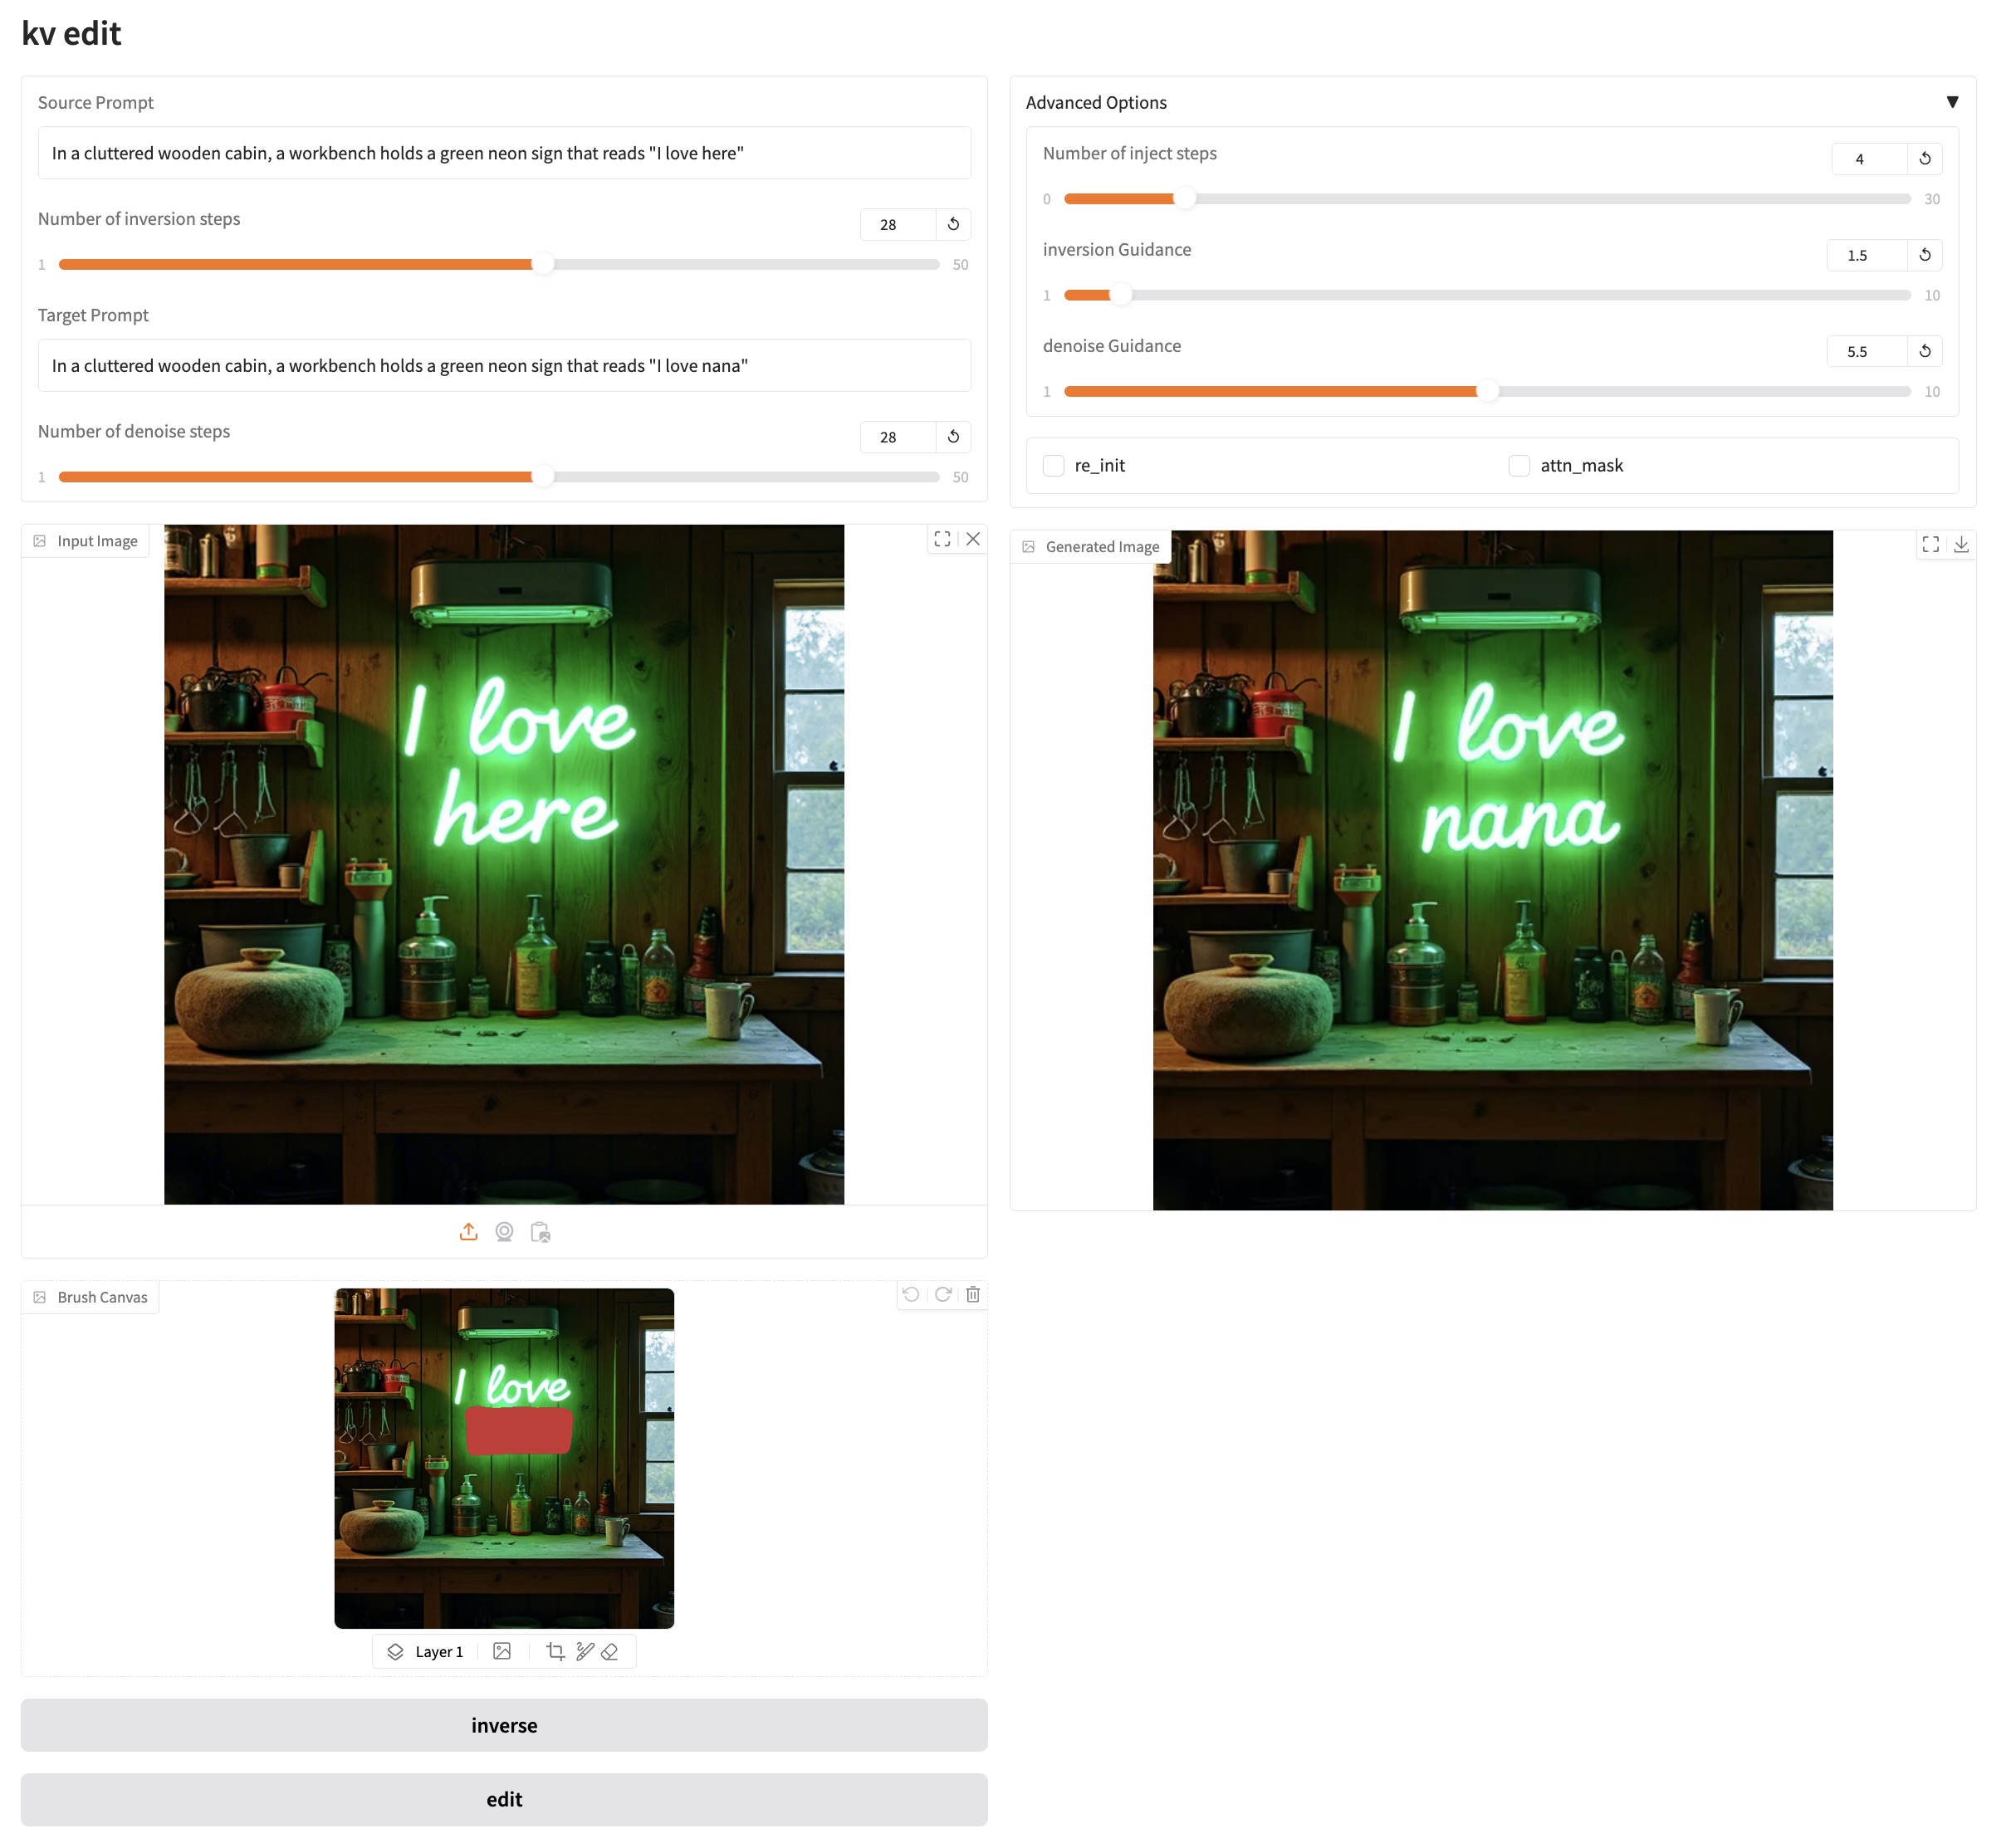 kv edit
Source Prompt
In a cluttered wooden cabin, a workbench holds a green neon sign that reads "I love here"
Number of inversion steps
28
1
50
Target Prompt
In a cluttered wooden cabin, a workbench holds a green neon sign that reads "I love nana"
Number of denoise steps
28
1
50
Advanced Options
Number of inject steps
4
0
30
inversion Guidance
1.5
1
10
denoise Guidance
5.5
1
10
re_init
attn_mask
Input Image
I love
here
Generated Image
I love
nana
Brush Canvas
I love
Layer 1
inverse
edit